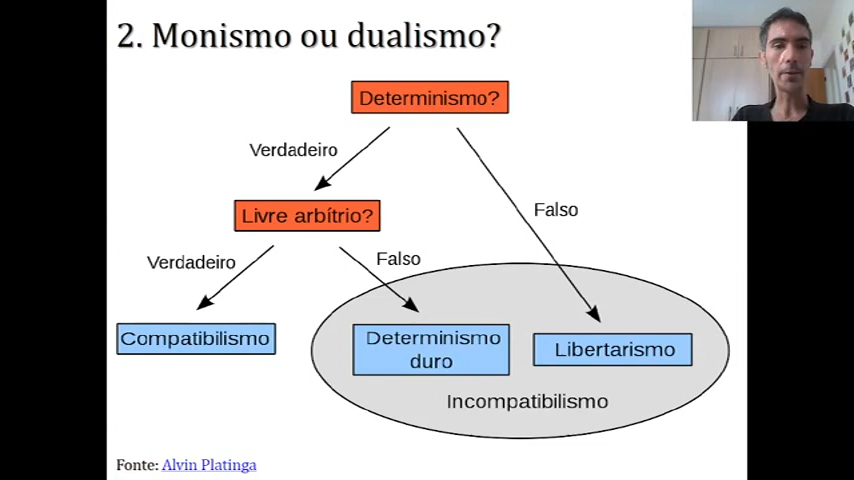 2. Monismo ou dualismo?
Determinismo?
Verdadeiro
Falso
Livre arbítrio?
Verdadeiro
Falso
Compatibilismo
Determinismo
duro
Libertarismo
Incompatibilismo
Fonte: Alvin Platinga